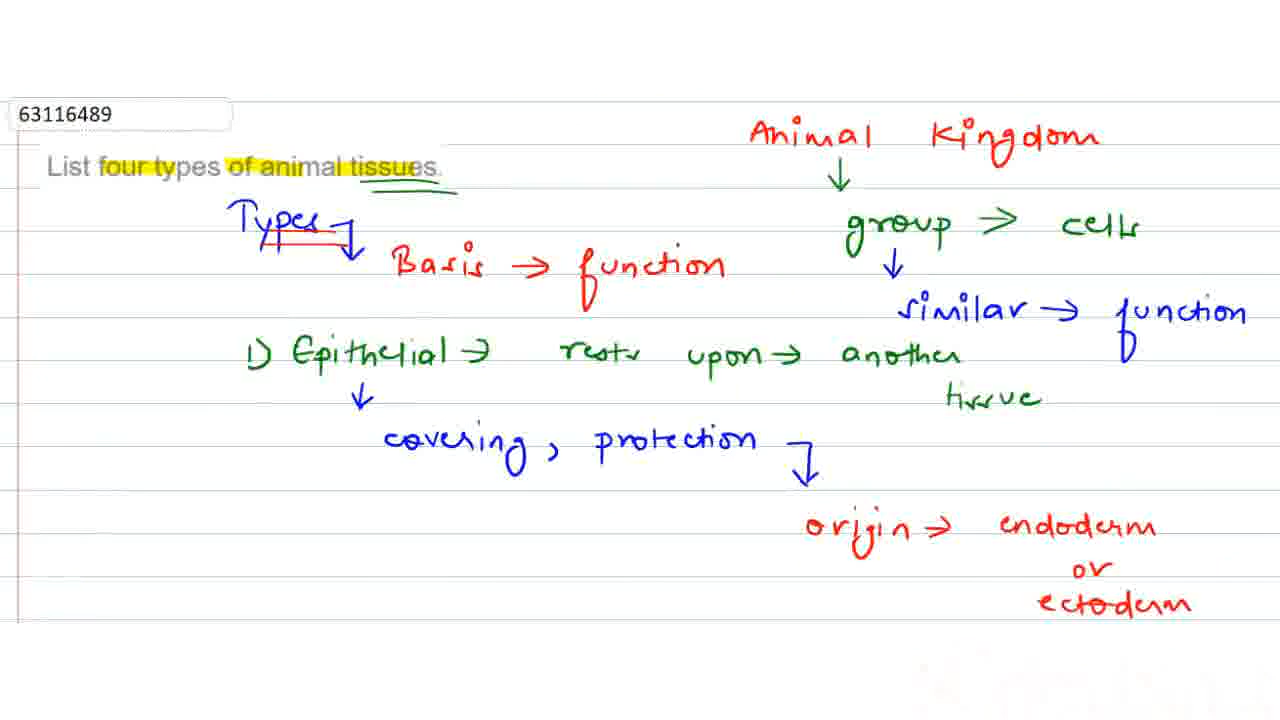 63116489
List four types of animal tissues.
Animal Kingdom
↓
group → cells
↓
similar → function
Types
Basis → function
1) Epithelial → rests upon → another
tissue
↓
covering, protection
origin → endoderm
or
ectoderm